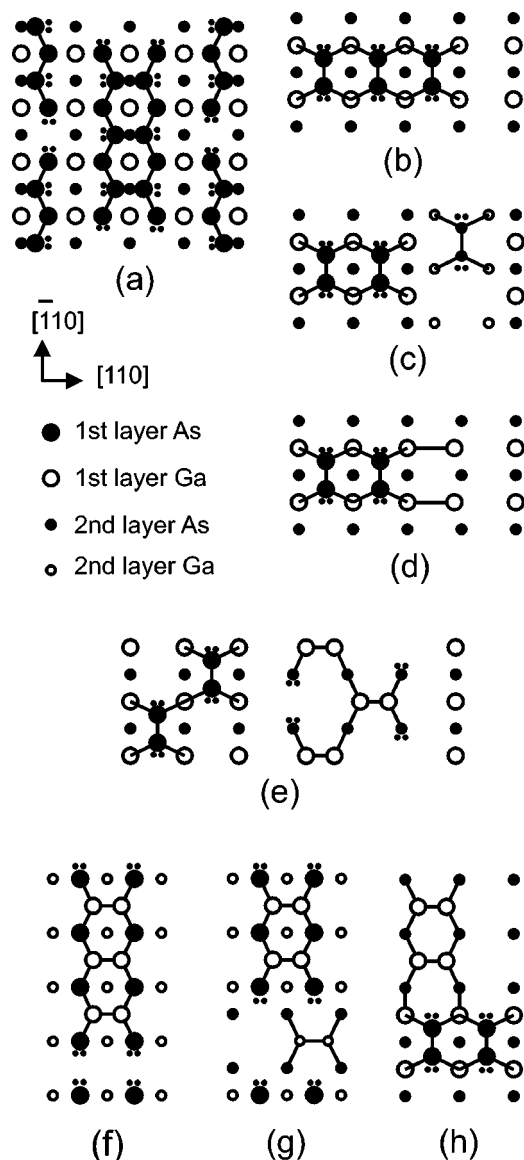 (a)
(b)
(c)
[1̄10]
[110]
1st layer As
1st layer Ga
2nd layer As
2nd layer Ga
(d)
(e)
(f)
(g)
(h)